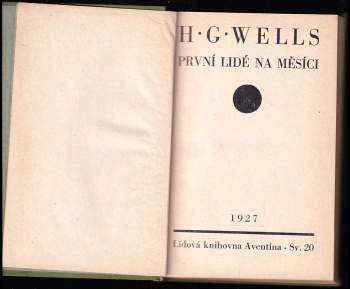 H·G·WELLS
PRVNÍ LIDÉ NA MĚSÍCI
1927
Lidová knihovna Aventina - Sv. 20